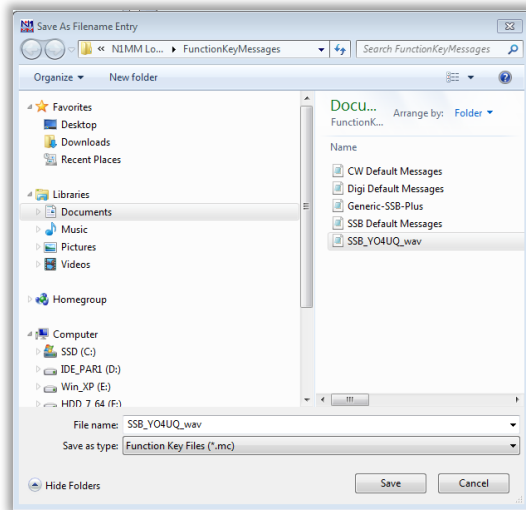 N1 Save As Filename Entry
« N1MM Lo... ▸ FunctionKeyMessages
Search FunctionKeyMessages
Organize
New folder
Favorites
Desktop
Downloads
Recent Places
Libraries
Documents
Music
Pictures
Videos
Homegroup
Computer
SSD (C:)
IDE_PAR1 (D:)
Win_XP (E:)
HDD_7_64 (F:)
Docu...
FunctionK...
Arrange by: Folder
Name
CW Default Messages
Digi Default Messages
Generic-SSB-Plus
SSB Default Messages
SSB_YO4UQ_wav
File name: SSB_YO4UQ_wav
Save as type: Function Key Files (*.mc)
Hide Folders
Save
Cancel